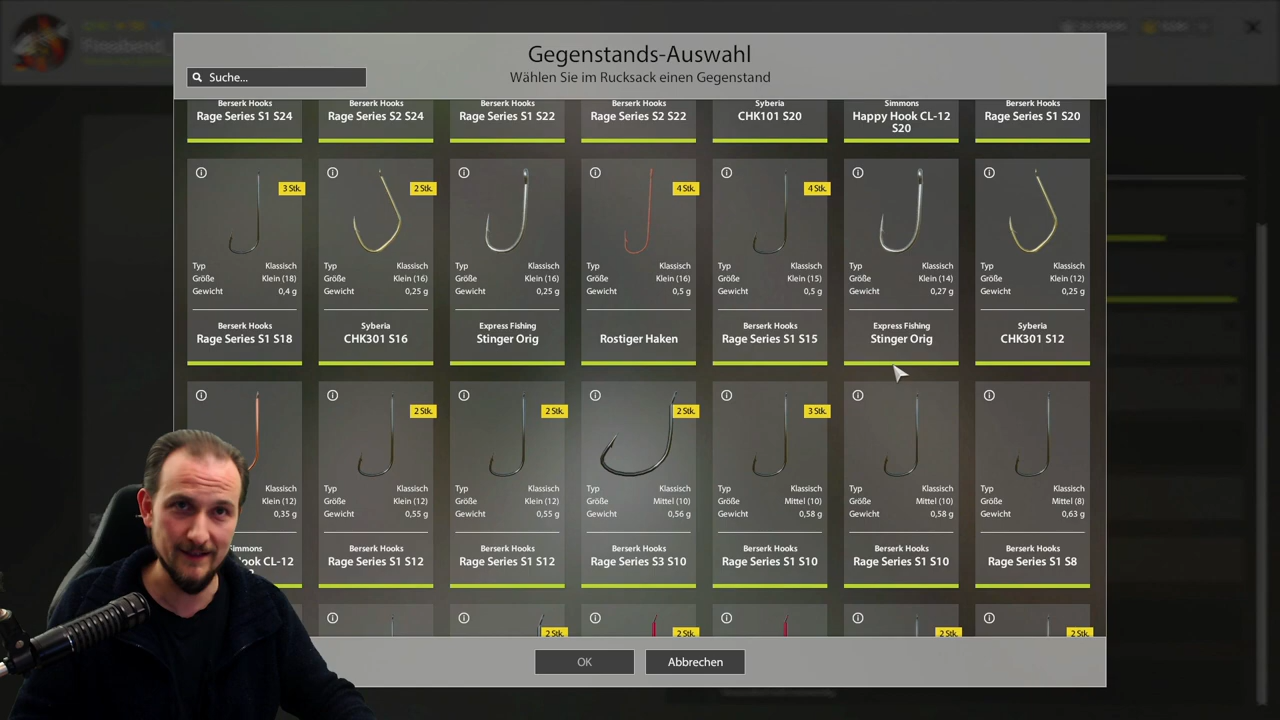 Gegenstands-Auswahl
Suche...
Wählen Sie im Rucksack einen Gegenstand
Berserk Hooks
Rage Series S1 S24
Berserk Hooks
Rage Series S2 S24
Berserk Hooks
Rage Series S1 S22
Berserk Hooks
Rage Series S2 S22
Syberia
CHK101 S20
Simmons
Happy Hook CL-12
S20
Berserk Hooks
Rage Series S1 S20
3 Stk.
Typ Klassisch
Größe Klein (18)
Gewicht 0,4 g
Berserk Hooks
Rage Series S1 S18
2 Stk.
Typ Klassisch
Größe Klein (16)
Gewicht 0,25 g
Syberia
CHK301 S16
Typ Klassisch
Größe Klein (16)
Gewicht 0,25 g
Express Fishing
Stinger Orig
4 Stk.
Typ Klassisch
Größe Klein (16)
Gewicht 0,5 g
Rostiger Haken
4 Stk.
Typ Klassisch
Größe Klein (15)
Gewicht 0,5 g
Berserk Hooks
Rage Series S1 S15
Typ Klassisch
Größe Klein (14)
Gewicht 0,27 g
Express Fishing
Stinger Orig
Typ Klassisch
Größe Klein (12)
Gewicht 0,25 g
Syberia
CHK301 S12
Klassisch
Klein (12)
0,35 g
Simmons
Hook CL-12
2 Stk.
Typ Klassisch
Größe Klein (12)
Gewicht 0,55 g
Berserk Hooks
Rage Series S1 S12
2 Stk.
Typ Klassisch
Größe Klein (12)
Gewicht 0,55 g
Berserk Hooks
Rage Series S1 S12
2 Stk.
Typ Klassisch
Größe Mittel (10)
Gewicht 0,56 g
Berserk Hooks
Rage Series S3 S10
3 Stk.
Typ Klassisch
Größe Mittel (10)
Gewicht 0,58 g
Berserk Hooks
Rage Series S1 S10
Typ Klassisch
Größe Mittel (10)
Gewicht 0,58 g
Berserk Hooks
Rage Series S1 S10
Typ Klassisch
Größe Mittel (8)
Gewicht 0,63 g
Berserk Hooks
Rage Series S1 S8
2 Stk.
2 Stk.
2 Stk.
2 Stk.
OK
Abbrechen